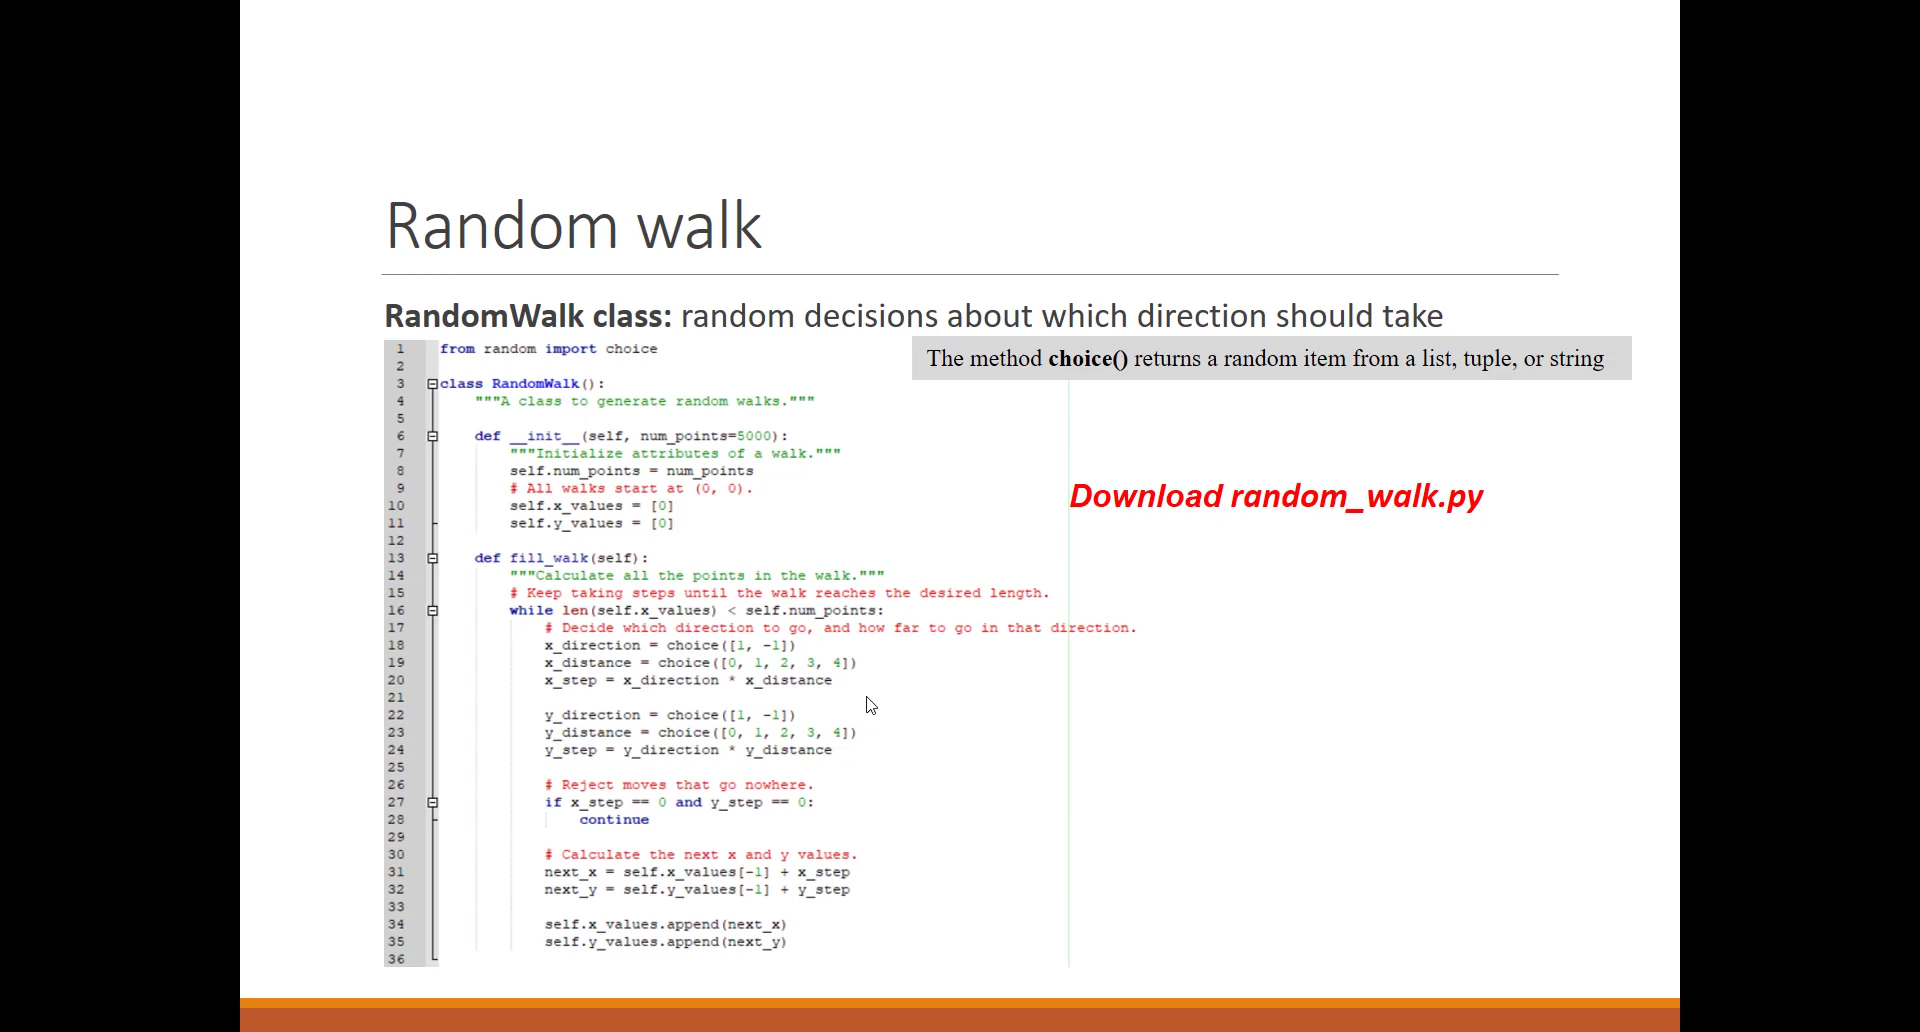 Random walk
RandomWalk class: random decisions about which direction should take
The method choice() returns a random item from a list, tuple, or string
1 from random import choice
2
3 class RandomWalk():
4     """A class to generate random walks."""
5
6     def __init__(self, num_points=5000):
7         """Initialize attributes of a walk."""
8         self.num_points = num_points
9         # All walks start at (0, 0).
10         self.x_values = [0]
11         self.y_values = [0]
12
13     def fill_walk(self):
14         """Calculate all the points in the walk."""
15         # Keep taking steps until the walk reaches the desired length.
16         while len(self.x_values) < self.num_points:
17             # Decide which direction to go, and how far to go in that direction.
18             x_direction = choice([1, -1])
19             x_distance = choice([0, 1, 2, 3, 4])
20             x_step = x_direction * x_distance
21
22             y_direction = choice([1, -1])
23             y_distance = choice([0, 1, 2, 3, 4])
24             y_step = y_direction * y_distance
25
26             # Reject moves that go nowhere.
27             if x_step == 0 and y_step == 0:
28                 continue
29
30             # Calculate the next x and y values.
31             next_x = self.x_values[-1] + x_step
32             next_y = self.y_values[-1] + y_step
33
34             self.x_values.append(next_x)
35             self.y_values.append(next_y)
36
Download random_walk.py